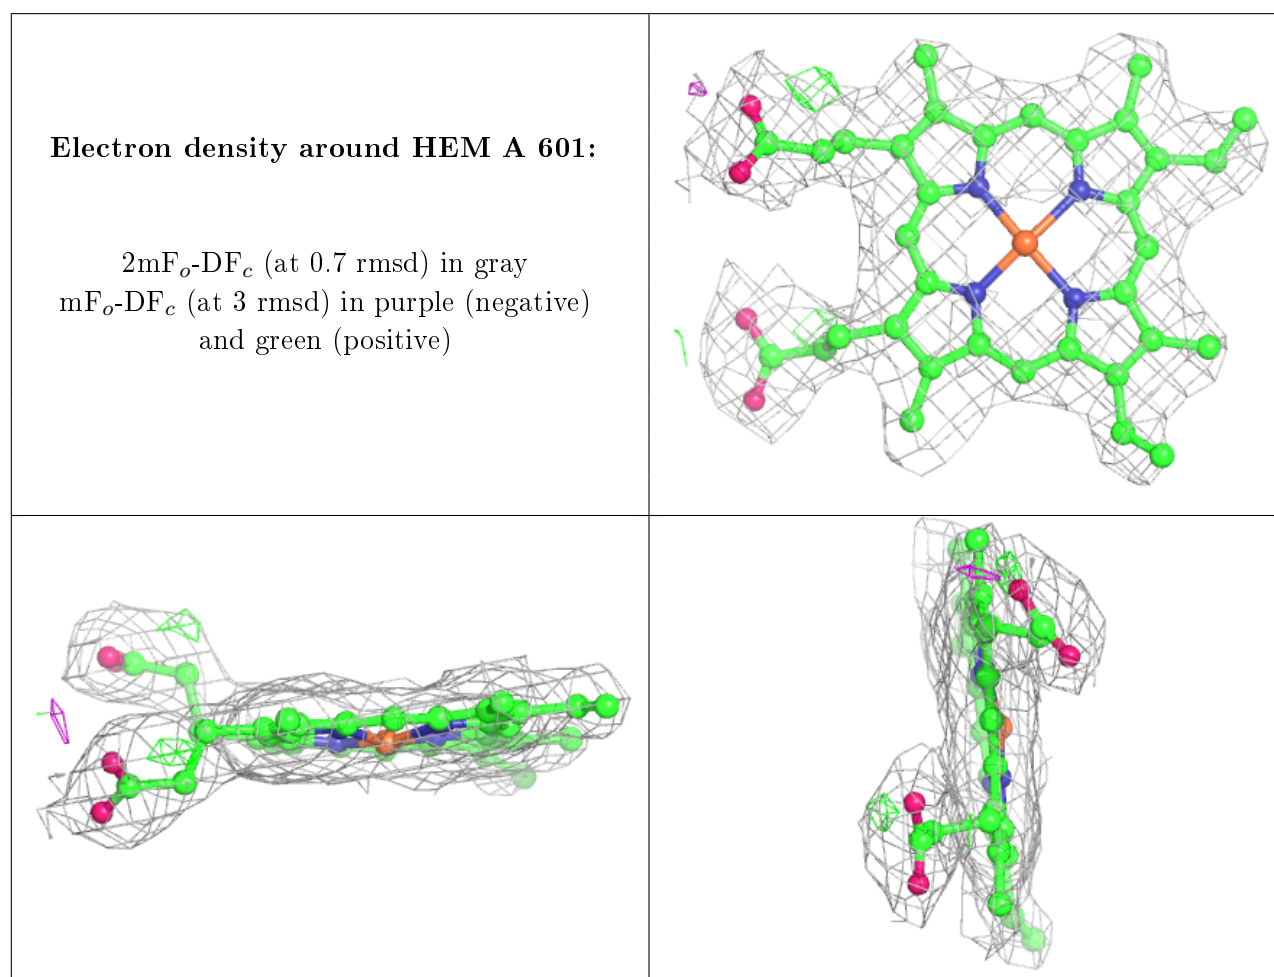 Electron density around HEM A 601:
2mFo-DFc (at 0.7 rmsd) in gray
mFo-DFc (at 3 rmsd) in purple (negative)
and green (positive)